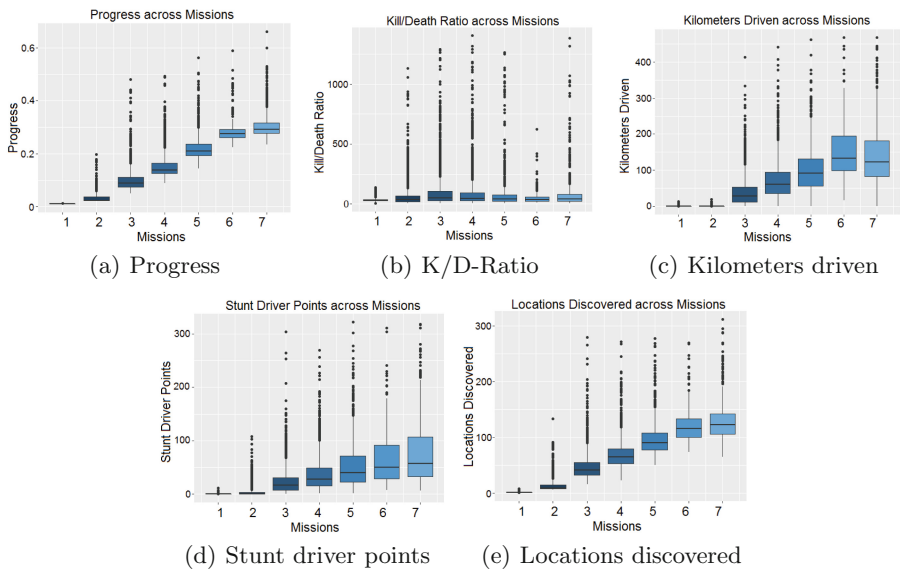 Progress across Missions
Progress
0.6
0.4
0.2
0
1 2 3 4 5 6 7
Missions
(a) Progress
Kill/Death Ratio across Missions
Kill/Death Ratio
1000
500
0
1 2 3 4 5 6 7
Missions
(b) K/D-Ratio
Kilometers Driven across Missions
Kilometers Driven
400
300
200
100
0
1 2 3 4 5 6 7
Missions
(c) Kilometers driven
Stunt Driver Points across Missions
Stunt Driver Points
300
200
100
0
1 2 3 4 5 6 7
Missions
(d) Stunt driver points
Locations Discovered across Missions
Locations Discovered
300
200
100
0
1 2 3 4 5 6 7
Missions
(e) Locations discovered